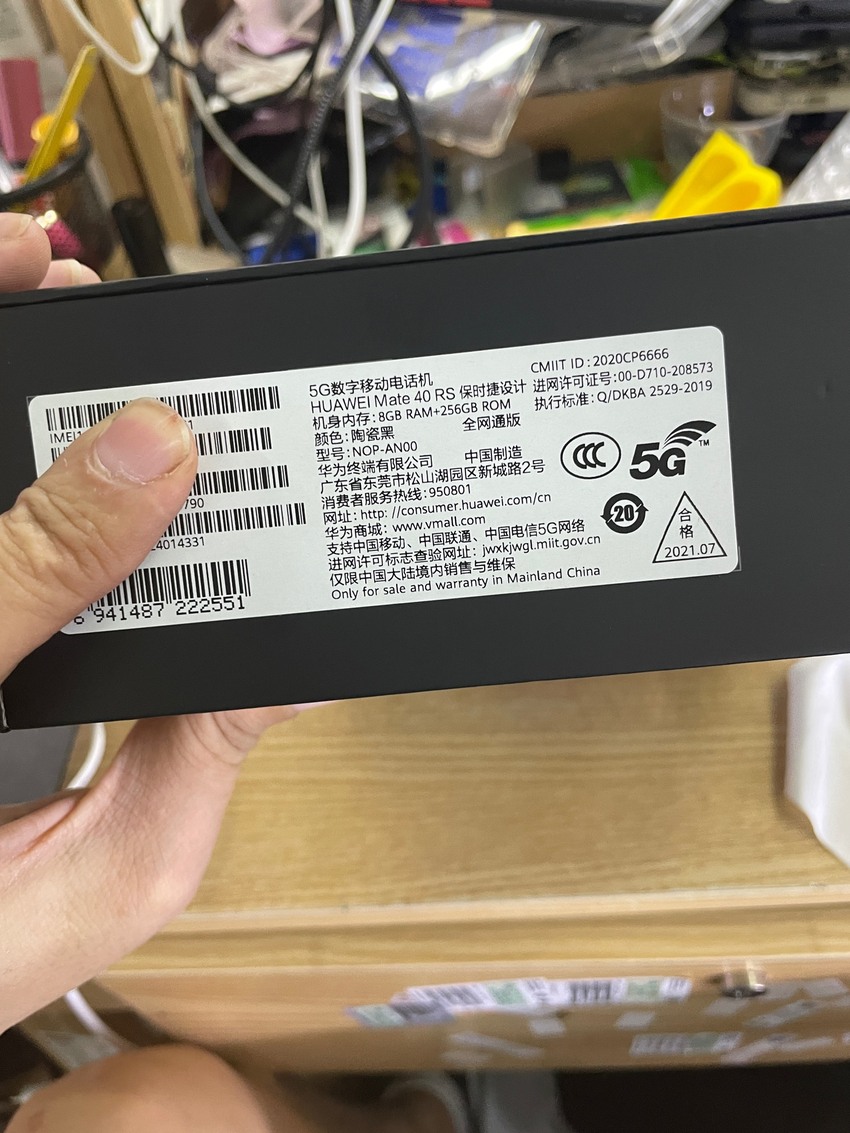 IMEI
790
4014331
6 941487 222551
5G数字移动电话机
HUAWEI Mate 40 RS 保时捷设计
机身内存: 8GB RAM+256GB ROM
颜色: 陶瓷黑 全网通版
型号: NOP-AN00
华为终端有限公司 中国制造
广东省东莞市松山湖园区新城路2号
消费者服务热线: 950801
网址: http: //consumer.huawei.com/cn
华为商城: www.vmall.com
支持中国移动、中国联通、中国电信5G网络
进网许可标志查验网址: jwxkjwgl.miit.gov.cn
仅限中国大陆境内销售与维保
Only for sale and warranty in Mainland China
CMIIT ID : 2020CP6666
进网许可证号: 00-D710-208573
执行标准: Q/DKBA 2529-2019
CCC
5G TM
20
合
格
2021.07